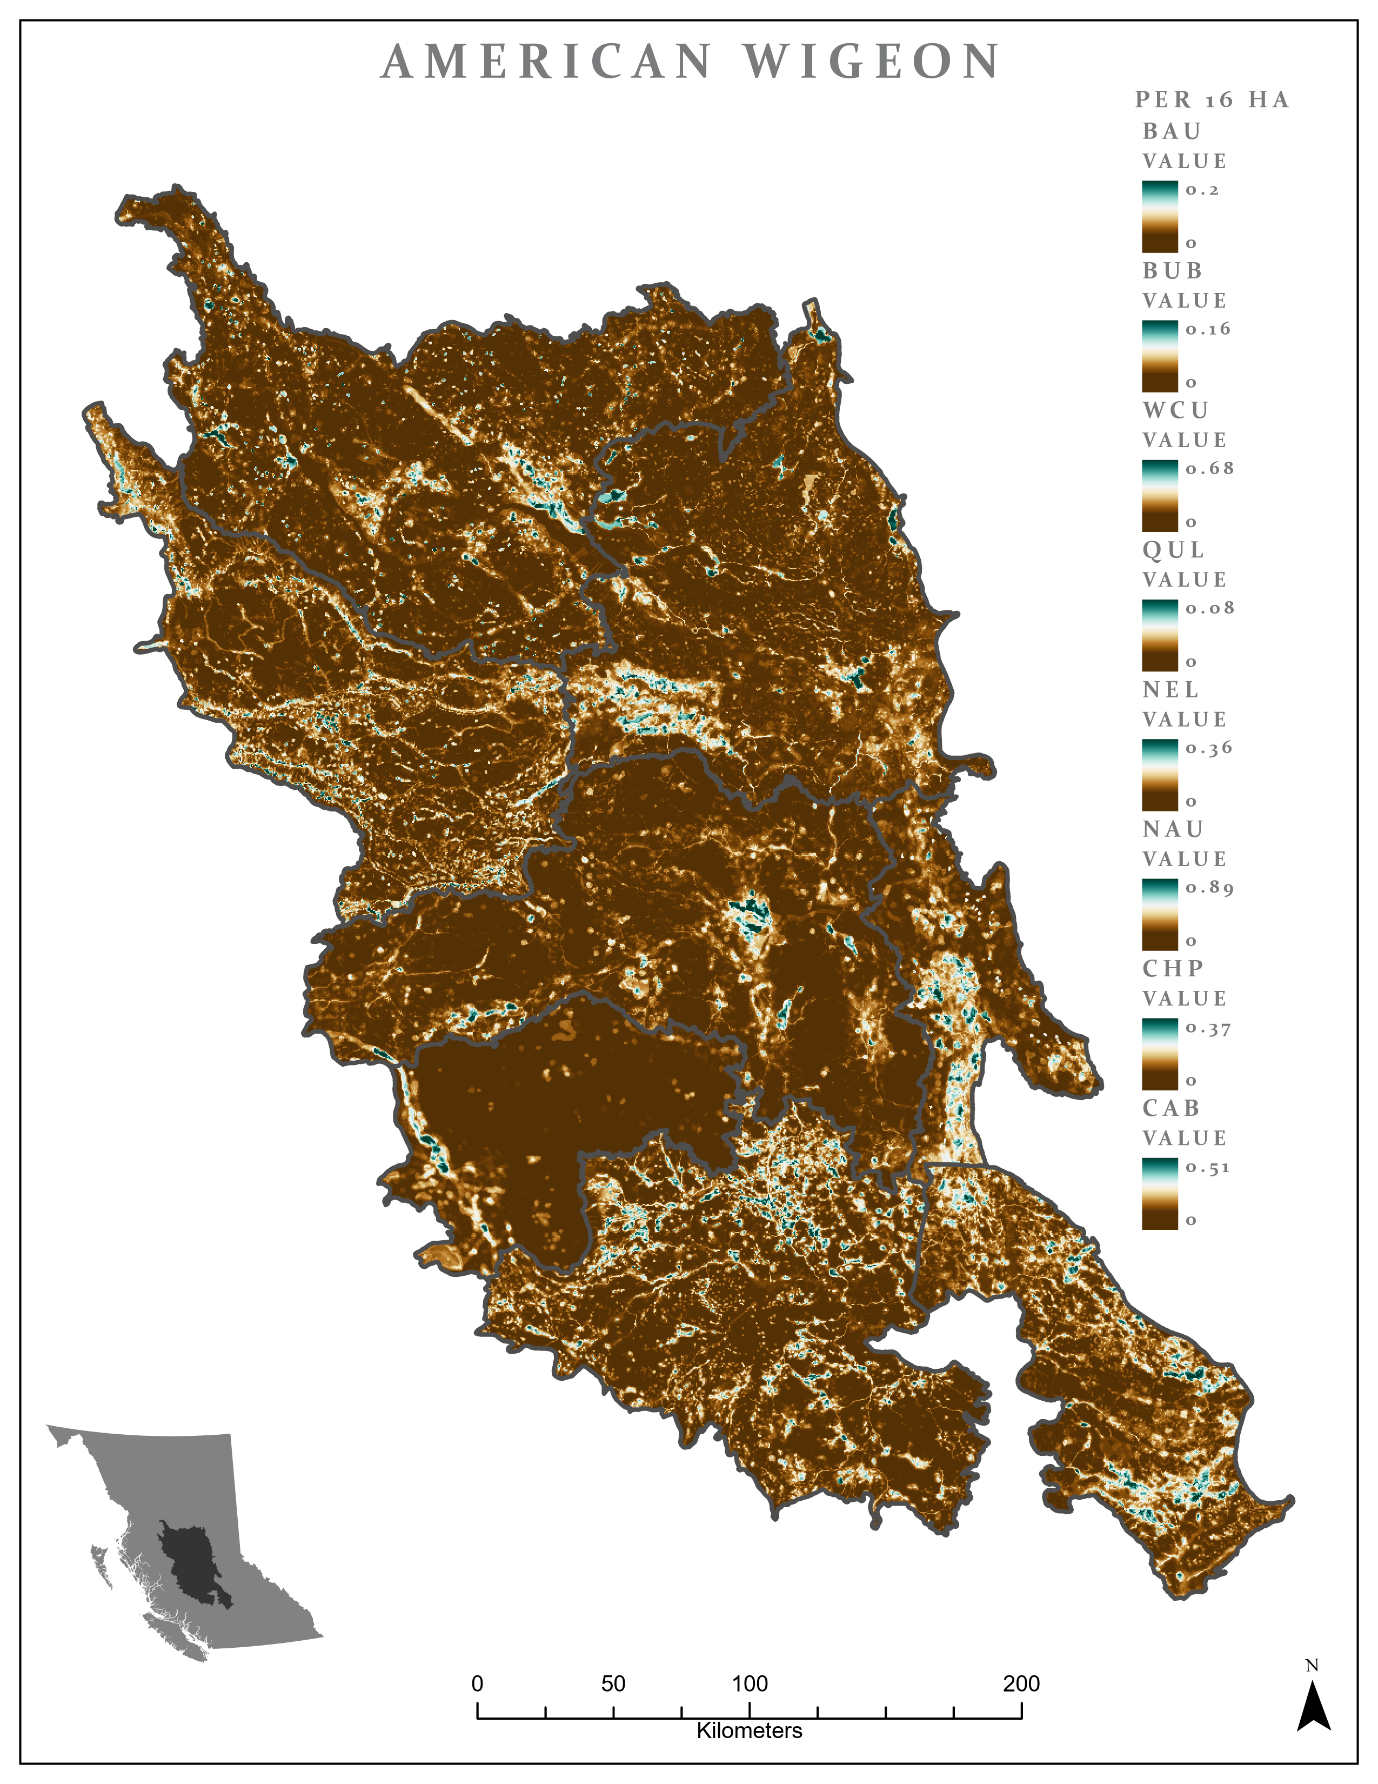 AMERICAN WIGEON
PER 16 HA
BAU
VALUE
0.2
0
BUB
VALUE
0.16
0
WCU
VALUE
0.68
0
QUL
VALUE
0.08
0
NEL
VALUE
0.36
0
NAU
VALUE
0.89
0
CHP
VALUE
0.37
0
CAB
VALUE
0.51
0
N
0 50 100 200
Kilometers